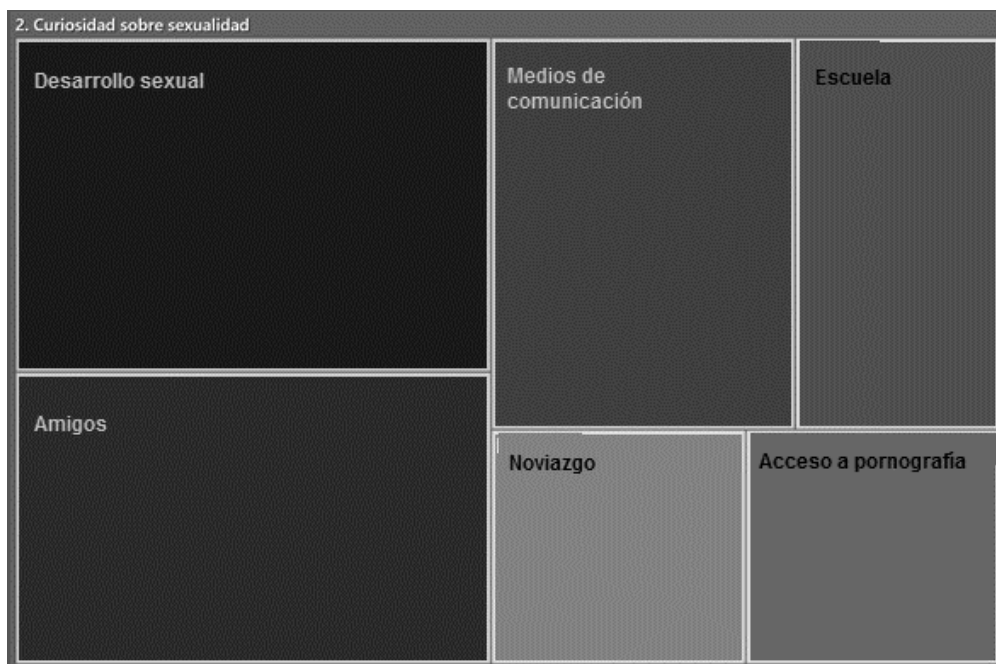 2. Curiosidad sobre sexualidad
Desarrollo sexual
Medios de
comunicación
Escuela
Amigos
Noviazgo
Acceso a pornografía